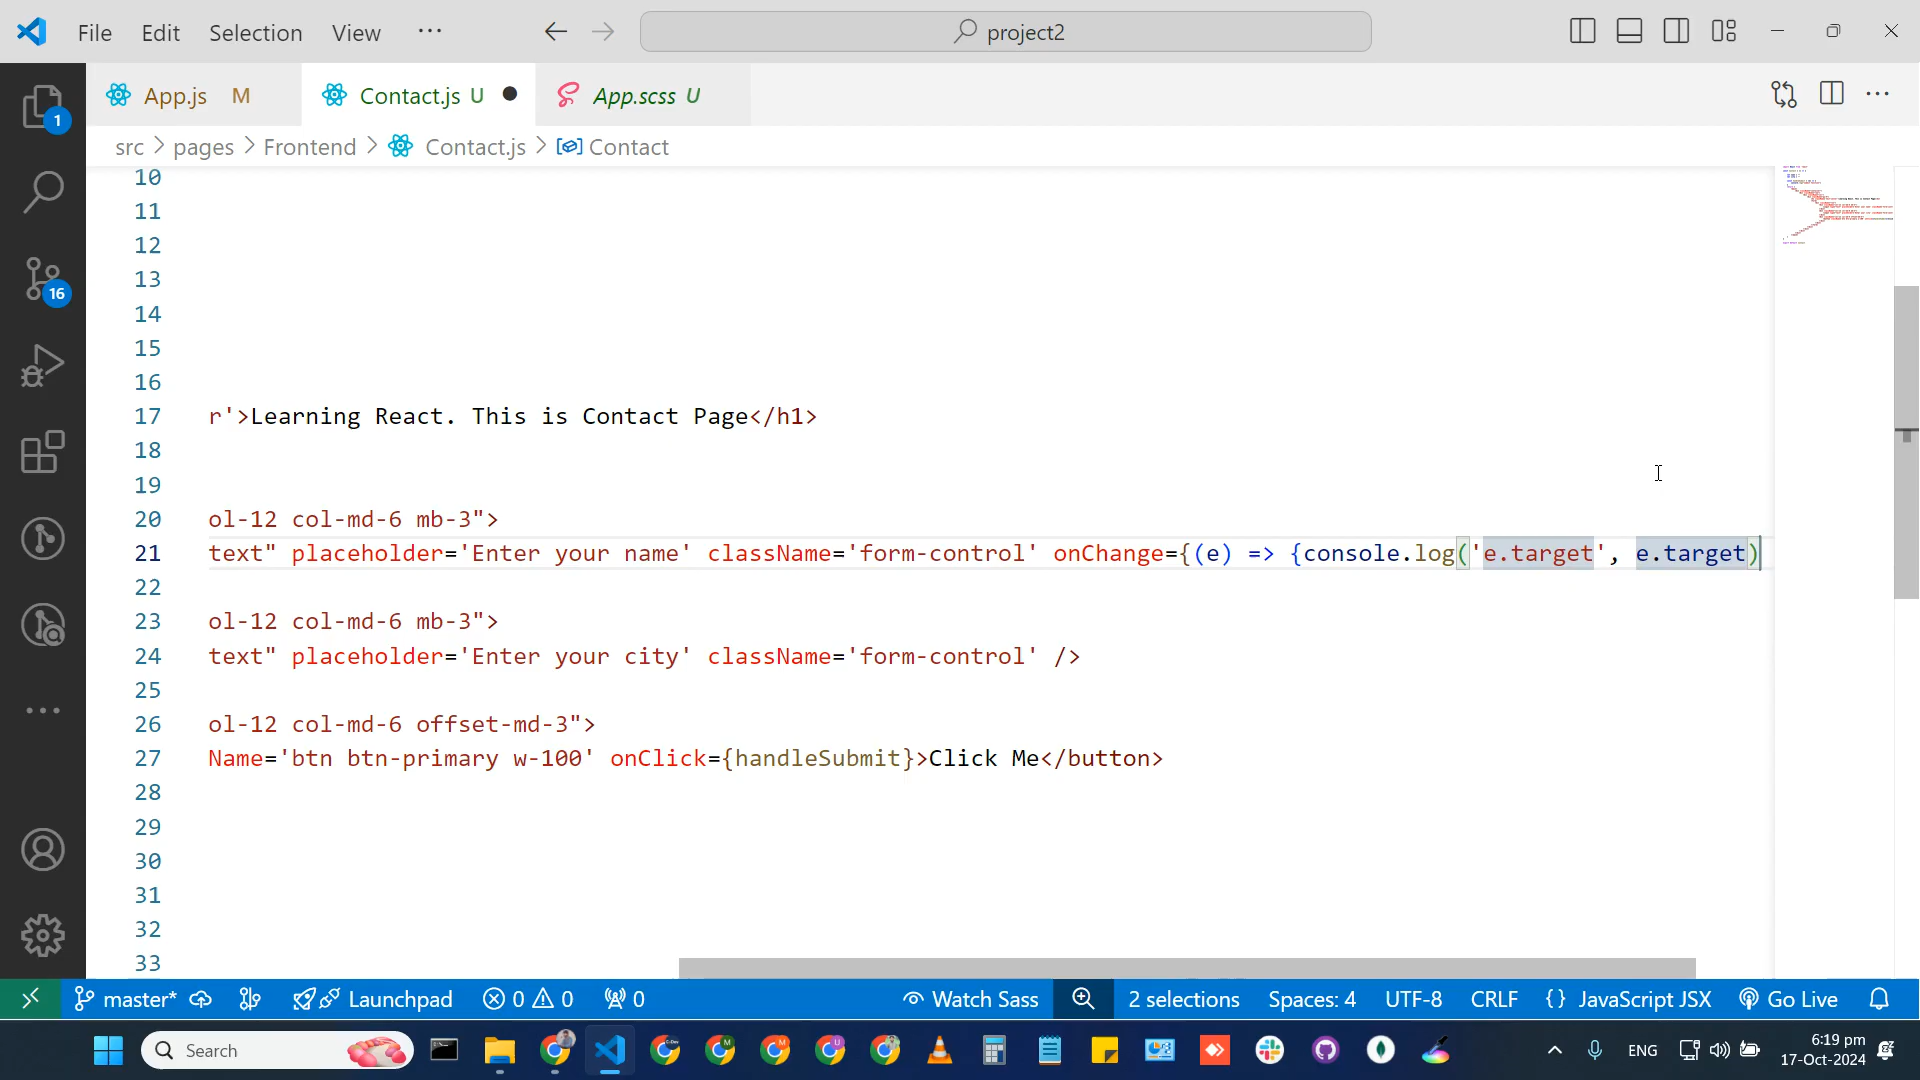 File Edit Selection View ··· project2
App.js M Contact.js U App.scss U
src > pages > Frontend > Contact.js > Contact
1
16
10
11
12
13
14
15
16
17 r'>Learning React. This is Contact Page</h1>
18
19
20 ol-12 col-md-6 mb-3">
21 text" placeholder='Enter your name' className='form-control' onChange={(e) => {console.log('e.target', e.target)
22
23 ol-12 col-md-6 mb-3">
24 text" placeholder='Enter your city' className='form-control' />
25
26 ol-12 col-md-6 offset-md-3">
27 Name='btn btn-primary w-100' onClick={handleSubmit}>Click Me</button>
28
29
30
31
32
33
master* Launchpad 0 0 0 Watch Sass 2 selections Spaces: 4 UTF-8 CRLF {} JavaScript JSX Go Live
Search ENG 6:19 pm
17-Oct-2024